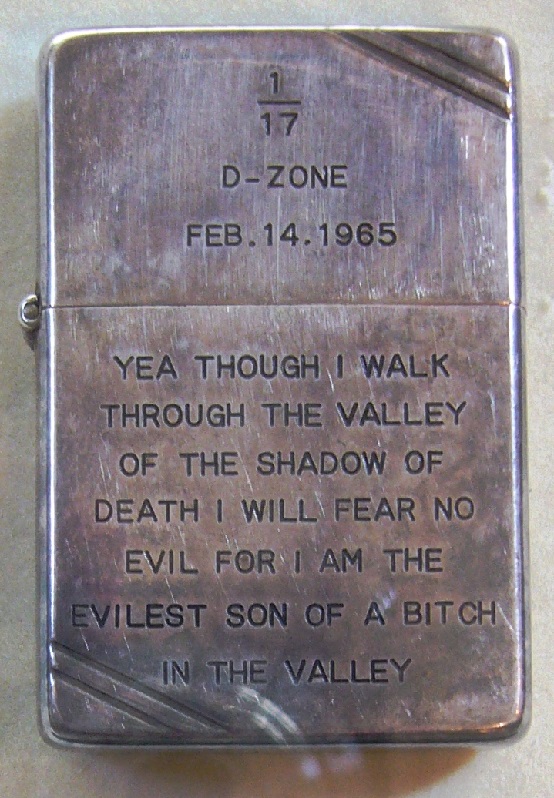 1
17
D-ZONE
FEB.14.1965
YEA THOUGH I WALK
THROUGH THE VALLEY
OF THE SHADOW OF
DEATH I WILL FEAR NO
EVIL FOR I AM THE
EVILEST SON OF A BITCH
IN THE VALLEY